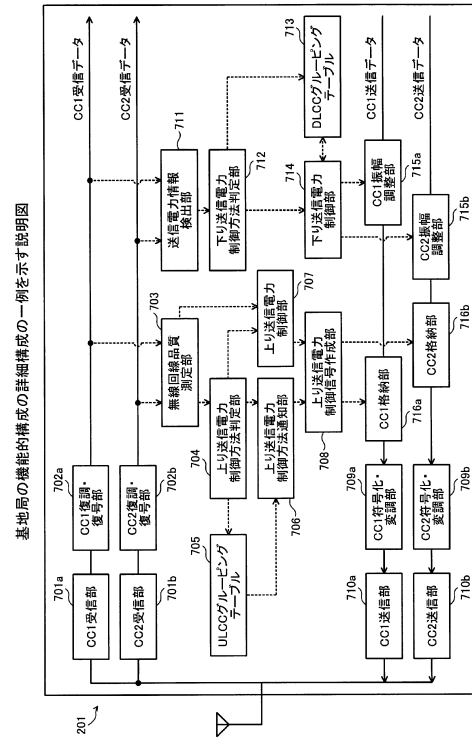 基地局の機能的構成の詳細構成の一例を示す説明図
201
701a
CC1受信部
702a
CC1復調・
復号部
CC1受信データ
701b
CC2受信部
702b
CC2復調・
復号部
CC2受信データ
703
無線回線品質
測定部
711
送信電力情報
検出部
704
上り送信電力
制御方法判定部
712
下り送信電力
制御方法判定部
705
ULCCグルーピング
テーブル
706
上り送信電力
制御方法通知部
707
上り送信電力
制御部
713
DLCCグルーピング
テーブル
714
下り送信電力
制御部
708
上り送信電力
制御信号作成部
710a
CC1送信部
709a
CC1符号化・
変調部
716a
CC1格納部
715a
CC1振幅
調整部
CC1送信データ
710b
CC2送信部
709b
CC2符号化・
変調部
716b
CC2格納部
715b
CC2振幅
調整部
CC2送信データ